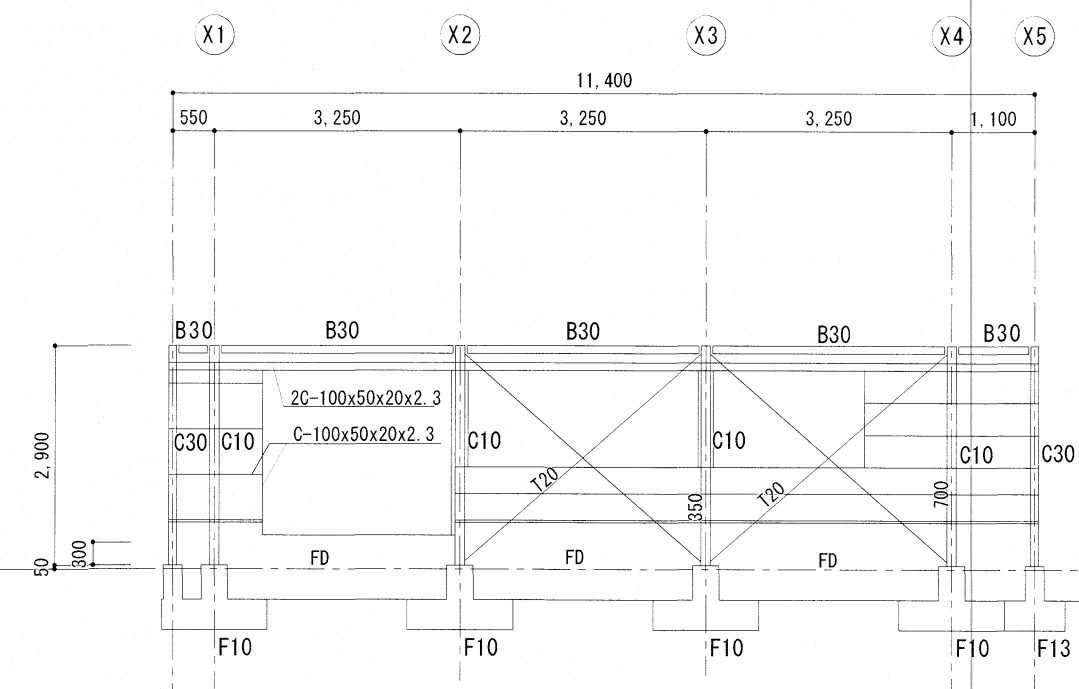 X1 X2 X3 X4 X5
11,400
550 3,250 3,250 3,250 1,100
B30 B30 B30 B30 B30
2C-100x50x20x2.3
C-100x50x20x2.3
C30 C10 C10 C10 C10 C30
T20 T20
350 700
2,900
300
50
FD FD FD
F10 F10 F10 F10 F13